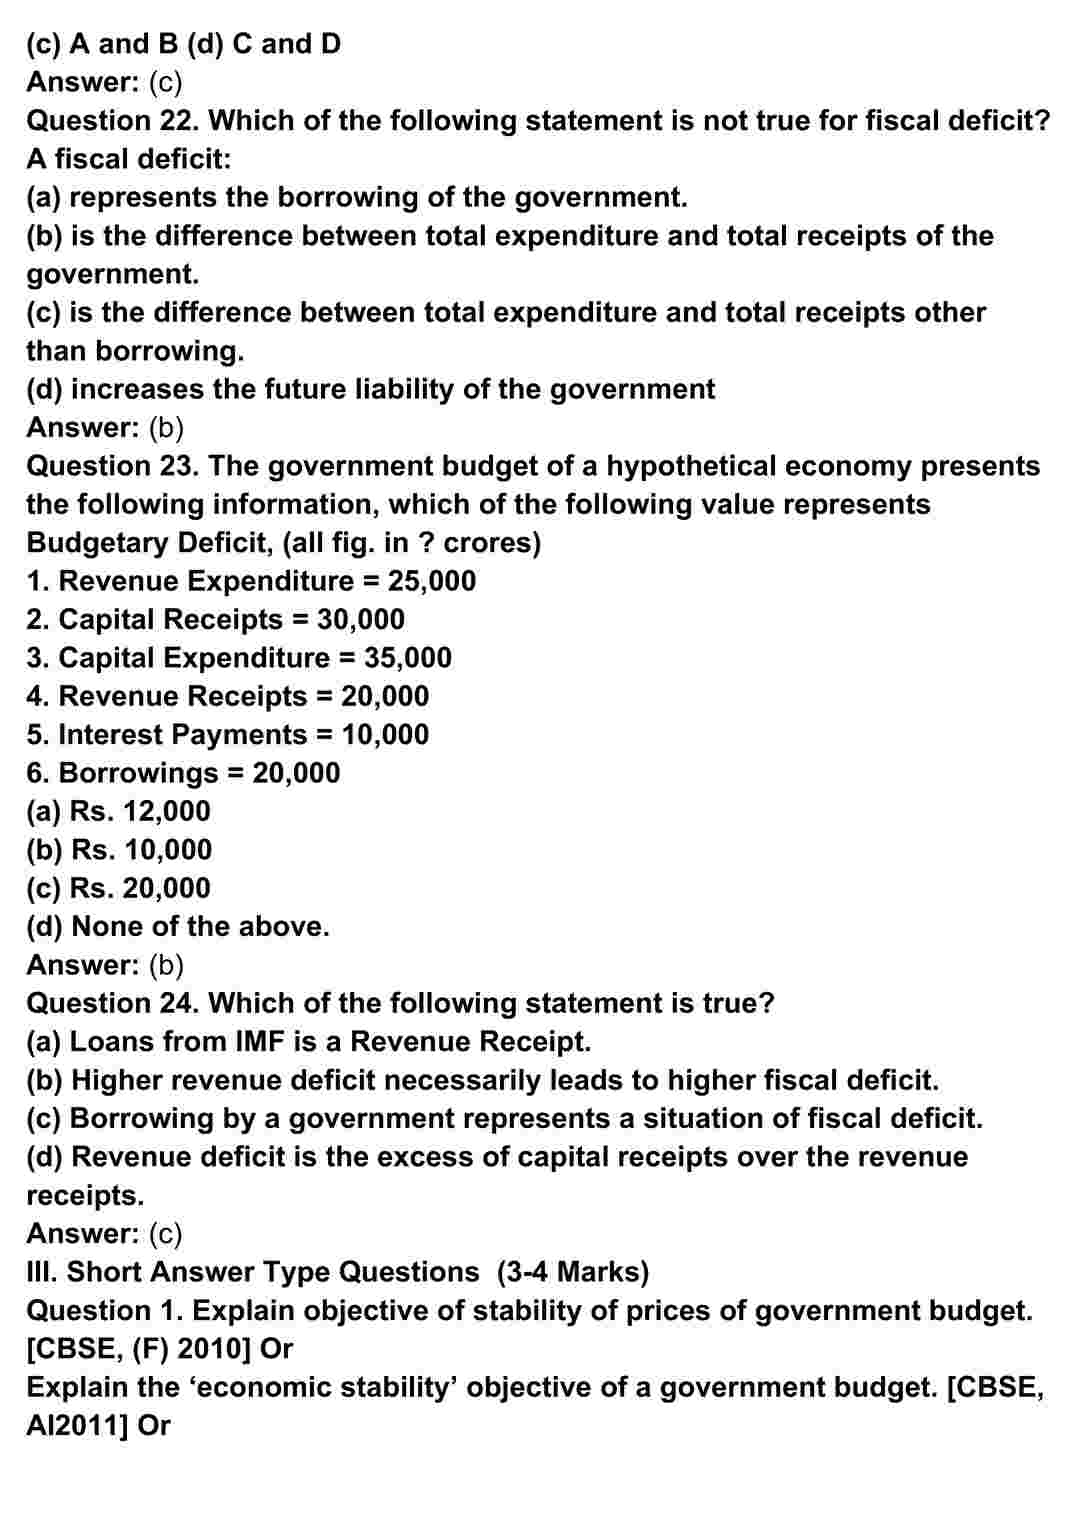 (c) A and B (d) C and D
Answer: (c)
Question 22. Which of the following statement is not true for fiscal deficit?
A fiscal deficit:
(a) represents the borrowing of the government.
(b) is the difference between total expenditure and total receipts of the
government.
(c) is the difference between total expenditure and total receipts other
than borrowing.
(d) increases the future liability of the government
Answer: (b)
Question 23. The government budget of a hypothetical economy presents
the following information, which of the following value represents
Budgetary Deficit, (all fig. in ? crores)
1. Revenue Expenditure = 25,000
2. Capital Receipts = 30,000
3. Capital Expenditure = 35,000
4. Revenue Receipts = 20,000
5. Interest Payments = 10,000
6. Borrowings = 20,000
(a) Rs. 12,000
(b) Rs. 10,000
(c) Rs. 20,000
(d) None of the above.
Answer: (b)
Question 24. Which of the following statement is true?
(a) Loans from IMF is a Revenue Receipt.
(b) Higher revenue deficit necessarily leads to higher fiscal deficit.
(c) Borrowing by a government represents a situation of fiscal deficit.
(d) Revenue deficit is the excess of capital receipts over the revenue
receipts.
Answer: (c)
III. Short Answer Type Questions  (3-4 Marks)
Question 1. Explain objective of stability of prices of government budget.
[CBSE, (F) 2010] Or
Explain the ‘economic stability’ objective of a government budget. [CBSE,
AI2011] Or